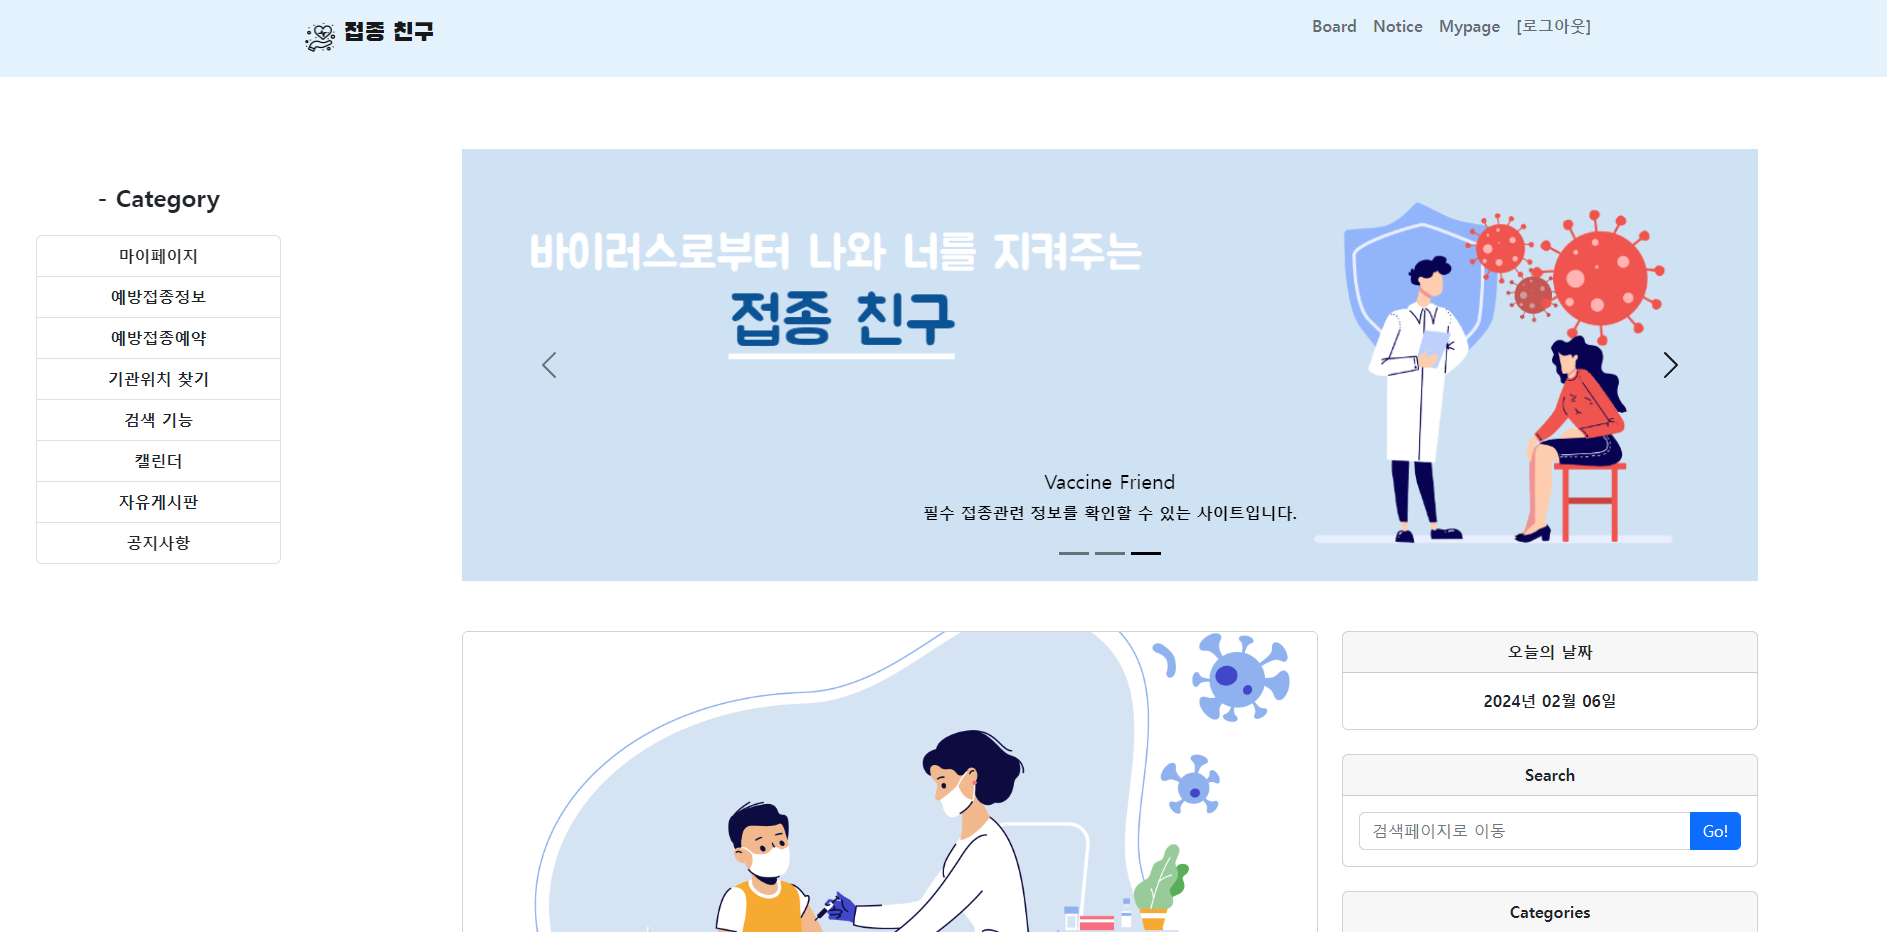 접종 친구
Board Notice Mypage [로그아웃]
- Category
마이페이지
예방접종정보
예방접종예약
기관위치 찾기
검색 기능
캘린더
자유게시판
공지사항
바이러스로부터 나와 너를 지켜주는
접종 친구
Vaccine Friend
필수 접종관련 정보를 확인할 수 있는 사이트입니다.
오늘의 날짜
2024년 02월 06일
Search
검색페이지로 이동 Go!
Categories